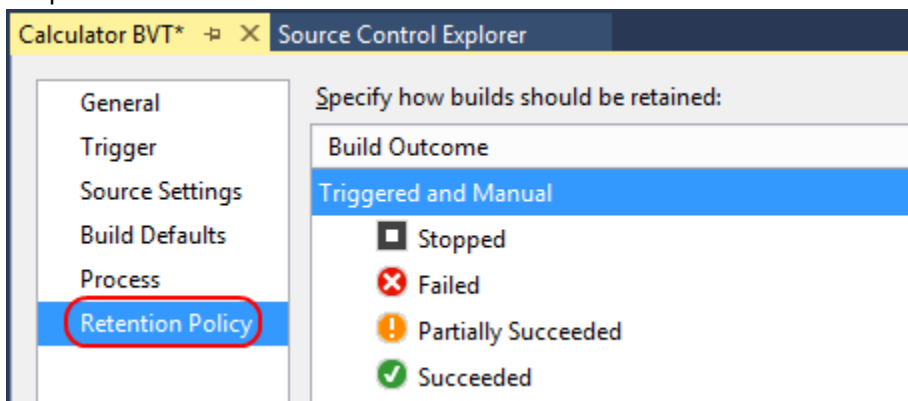 Calculator BVT* Source Control Explorer
General
Trigger
Source Settings
Build Defaults
Process
Retention Policy
Specify how builds should be retained:
Build Outcome
Triggered and Manual
Stopped
Failed
Partially Succeeded
Succeeded